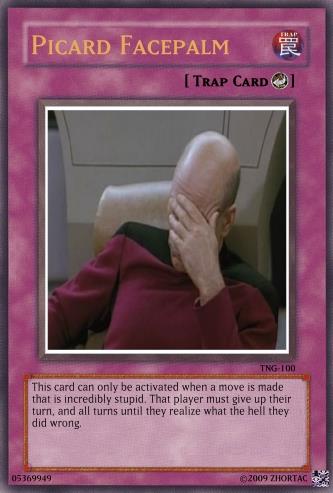 Picard Facepalm
TRAP
罠
[ Trap Card ]
TNG-100
This card can only be activated when a move is made
that is incredibly stupid. That player must give up their
turn, and all turns until they realize what the hell they
did wrong.
05369949
©2009 ZHORTAC